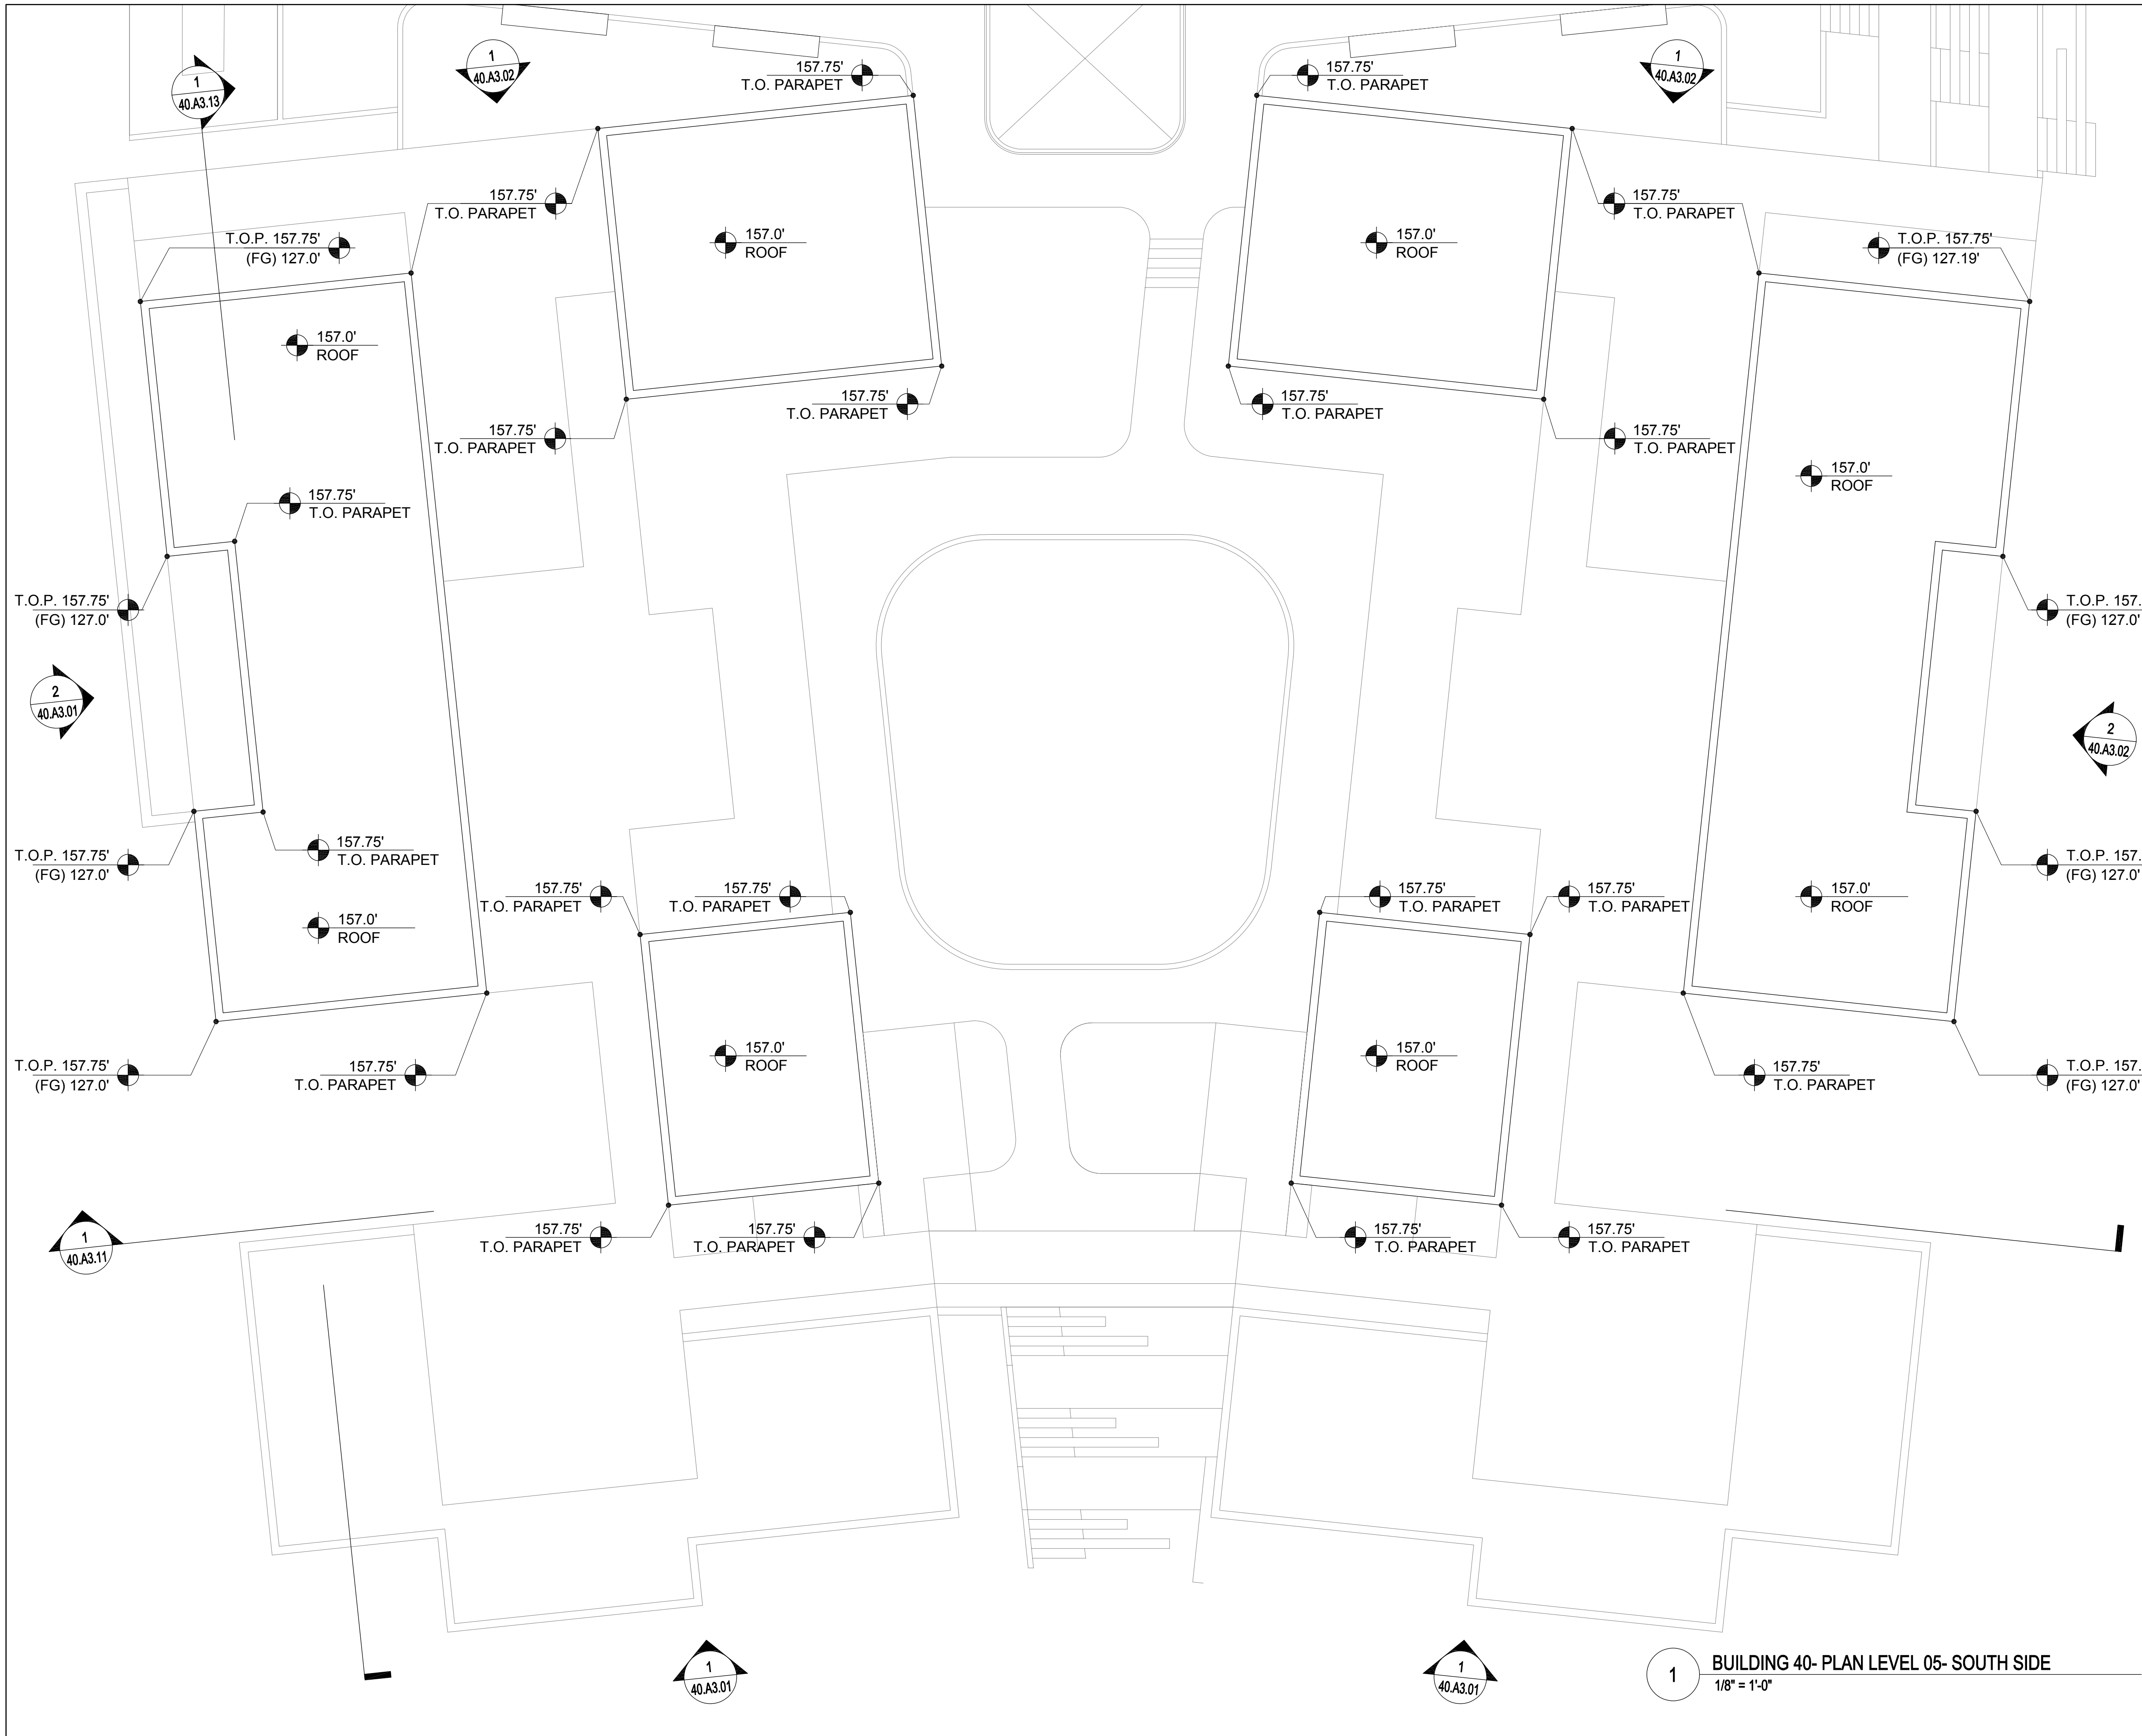 1
40.A3.13
1
40.A3.02
157.75'
T.O. PARAPET
157.75'
T.O. PARAPET
1
40.A3.02
157.75'
T.O. PARAPET
157.75'
T.O. PARAPET
T.O.P. 157.75'
(FG) 127.0'
157.0'
ROOF
157.0'
ROOF
T.O.P. 157.75'
(FG) 127.19'
157.0'
ROOF
157.75'
T.O. PARAPET
157.75'
T.O. PARAPET
157.75'
T.O. PARAPET
157.75'
T.O. PARAPET
157.0'
ROOF
157.75'
T.O. PARAPET
T.O.P. 157.75'
(FG) 127.0'
T.O.P. 157.
(FG) 127.0'
2
40.A3.01
2
40.A3.02
157.75'
T.O. PARAPET
T.O.P. 157.75'
(FG) 127.0'
T.O.P. 157.
(FG) 127.0'
157.75'
T.O. PARAPET
157.75'
T.O. PARAPET
157.75'
T.O. PARAPET
157.75'
T.O. PARAPET
157.0'
ROOF
157.0'
ROOF
157.0'
ROOF
157.0'
ROOF
T.O.P. 157.75'
(FG) 127.0'
157.75'
T.O. PARAPET
157.75'
T.O. PARAPET
T.O.P. 157.
(FG) 127.0'
1
40.A3.11
157.75'
T.O. PARAPET
157.75'
T.O. PARAPET
157.75'
T.O. PARAPET
157.75'
T.O. PARAPET
1
40.A3.01
1
40.A3.01
1
BUILDING 40- PLAN LEVEL 05- SOUTH SIDE
1/8" = 1'-0"